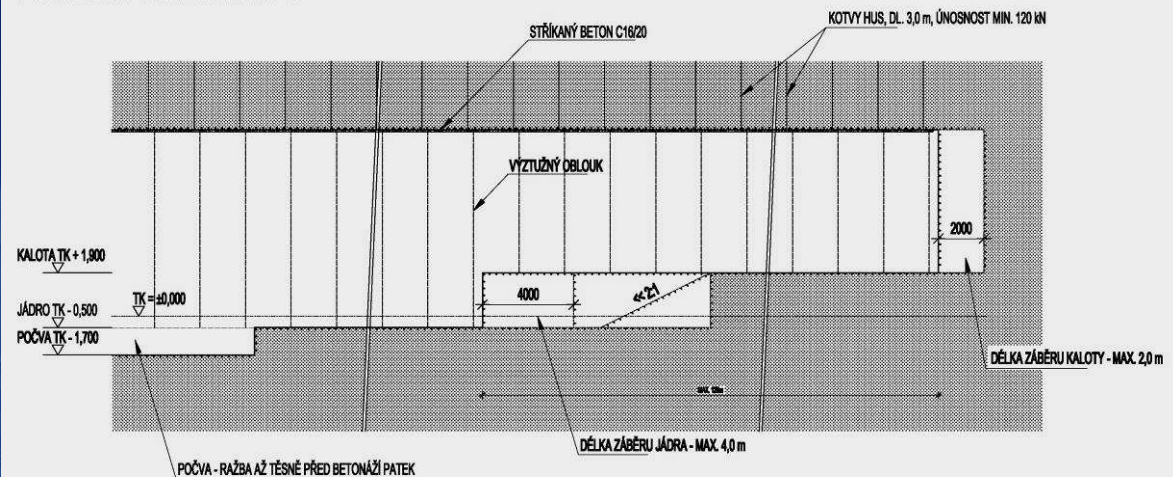 KOTVY HUS, DL. 3,0 m, ÚNOSNOST MIN. 120 kN
STŘÍKANÝ BETON C16/20
VÝZTUŽNÝ OBLOUK
2000
KALOTA TK + 1,900
4000
<< 2:1
TK = ±0,000
JÁDRO TK - 0,500
POČVA TK - 1,700
DÉLKA ZÁBĚRU KALOTY - MAX. 2,0 m
MAX.
DÉLKA ZÁBĚRU JÁDRA - MAX. 4,0 m
POČVA - RAŽBA AŽ TĚSNĚ PŘED BETONÁŽÍ PATEK